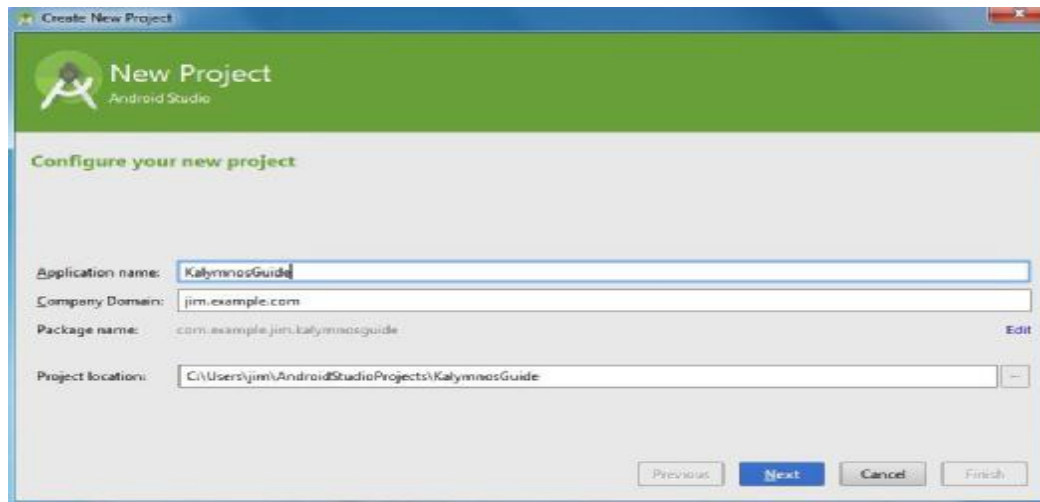 Create New Project
New Project
Android Studio
Configure your new project
Application name: KalymnosGuide
Company Domain: jim.example.com
Package name: com.example.jim.kalymnosguide Edit
Project location: C:\Users\jim\AndroidStudioProjects\KalymnosGuide ...
Previous Next Cancel Finish